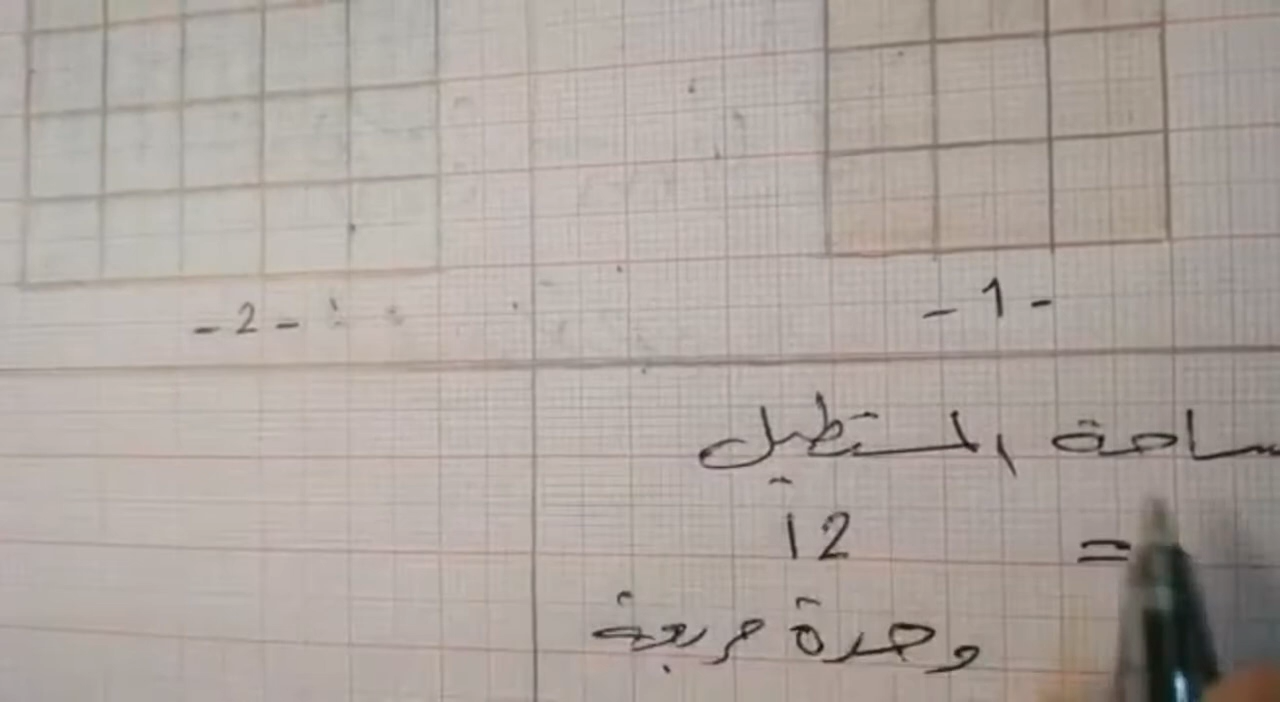 - 1 -
- 2 -
مساحة المستطيل
= 12
وحدة مربعة